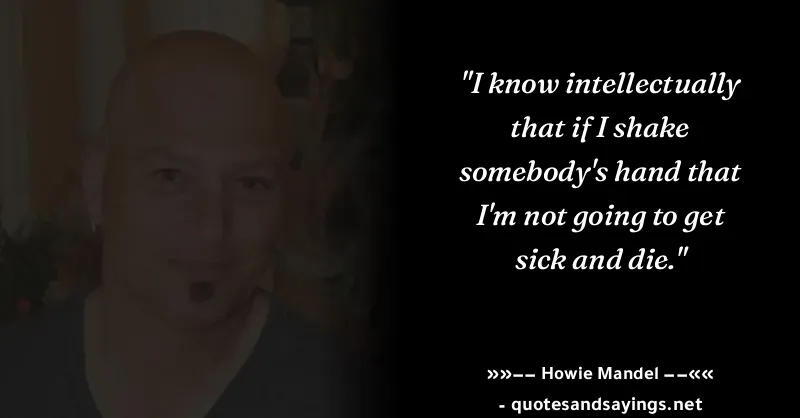 "I know intellectually
that if I shake
somebody's hand that
I'm not going to get
sick and die."
»»−− Howie Mandel −−««
- quotesandsayings.net